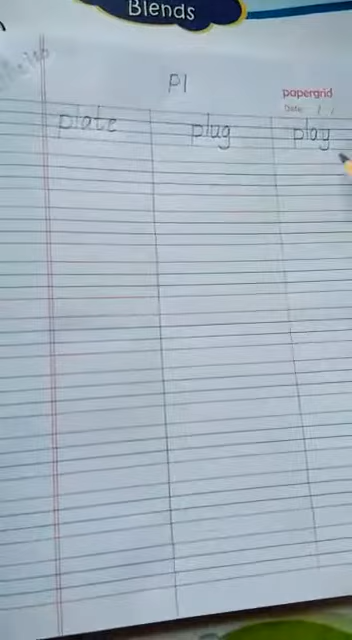 Blends
pl
papergrid
Date: / /
plate plug play